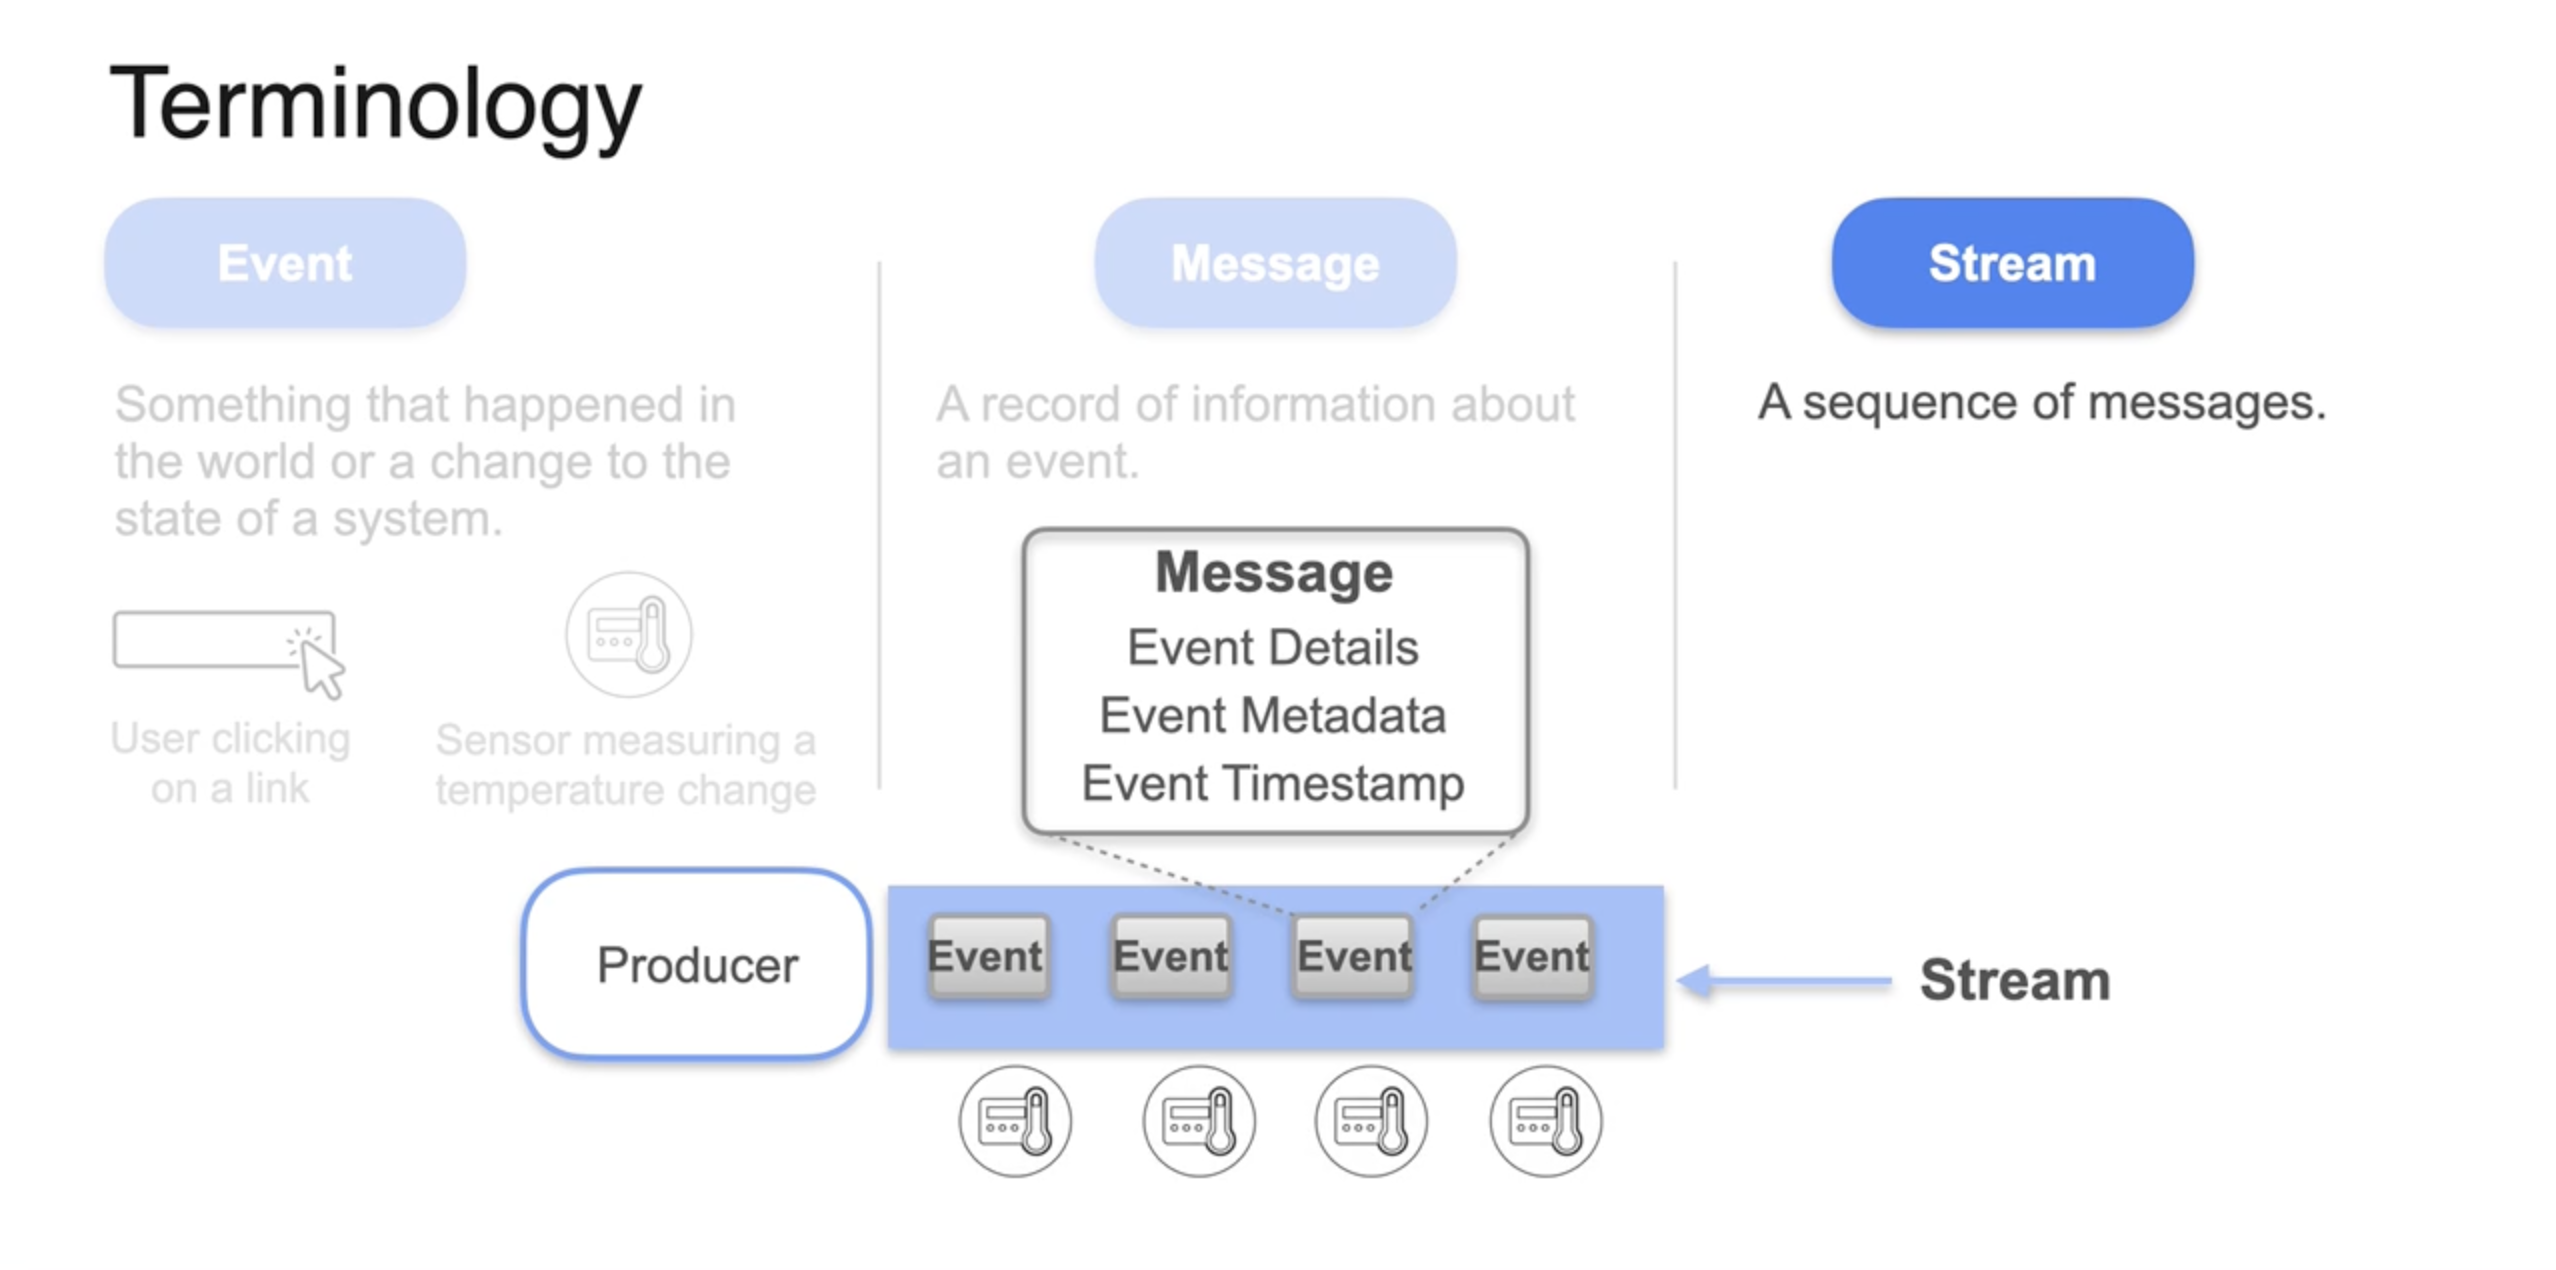 Terminology
Event
Something that happened in
the world or a change to the
state of a system.
User clicking
on a link
Sensor measuring a
temperature change
Message
A record of information about
an event.
Message
Event Details
Event Metadata
Event Timestamp
Stream
A sequence of messages.
Producer
Event
Event
Event
Event
Stream